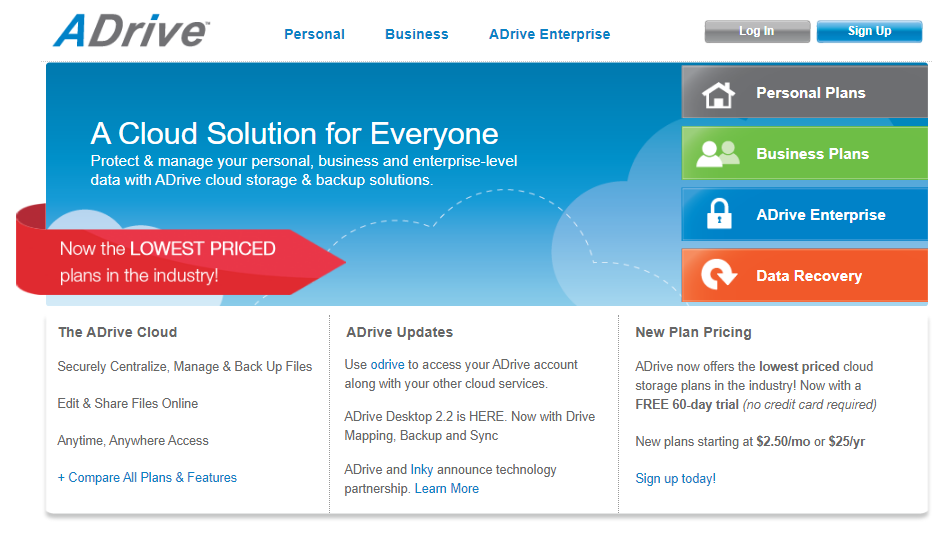 ADrive™
Personal
Business
ADrive Enterprise
Log In
Sign Up
A Cloud Solution for Everyone
Protect & manage your personal, business and enterprise-level
data with ADrive cloud storage & backup solutions.
Now the LOWEST PRICED
plans in the industry!
Personal Plans
Business Plans
ADrive Enterprise
Data Recovery
The ADrive Cloud
Securely Centralize, Manage & Back Up Files
Edit & Share Files Online
Anytime, Anywhere Access
+ Compare All Plans & Features
ADrive Updates
Use odrive to access your ADrive account
along with your other cloud services.
ADrive Desktop 2.2 is HERE. Now with Drive
Mapping, Backup and Sync
ADrive and Inky announce technology
partnership. Learn More
New Plan Pricing
ADrive now offers the lowest priced cloud
storage plans in the industry! Now with a
FREE 60-day trial (no credit card required)
New plans starting at $2.50/mo or $25/yr
Sign up today!